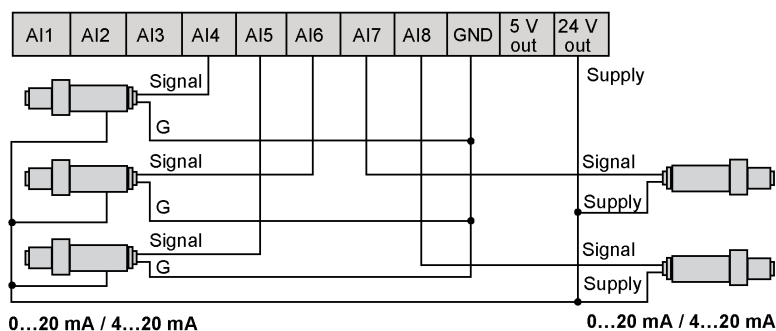 AI1 AI2 AI3 AI4 AI5 AI6 AI7 AI8 GND 5 V out 24 V out
Supply
Signal
G
Signal
Signal
G
Supply
Signal
Signal
G
Supply
0...20 mA / 4...20 mA
0...20 mA / 4...20 mA